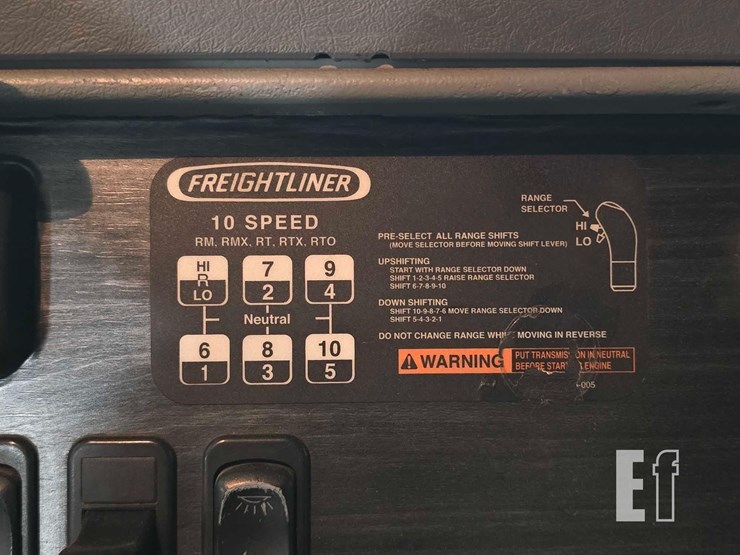 FREIGHTLINER
10 SPEED
RM, RMX, RT, RTX, RTO
HI 7 9
R
LO 2 4
Neutral
6 8 10
1 3 5
RANGE
SELECTOR
HI
LO
PRE-SELECT ALL RANGE SHIFTS
(MOVE SELECTOR BEFORE MOVING SHIFT LEVER)
UPSHIFTING
START WITH RANGE SELECTOR DOWN
SHIFT 1-2-3-4-5 RAISE RANGE SELECTOR
SHIFT 6-7-8-9-10
DOWN SHIFTING
SHIFT 10-9-8-7-6 MOVE RANGE SELECTOR DOWN
SHIFT 5-4-3-2-1
DO NOT CHANGE RANGE MOVING IN REVERSE
WARNING
PUT IN NEUTRAL
BEFORE ENGINE
-005
Ef